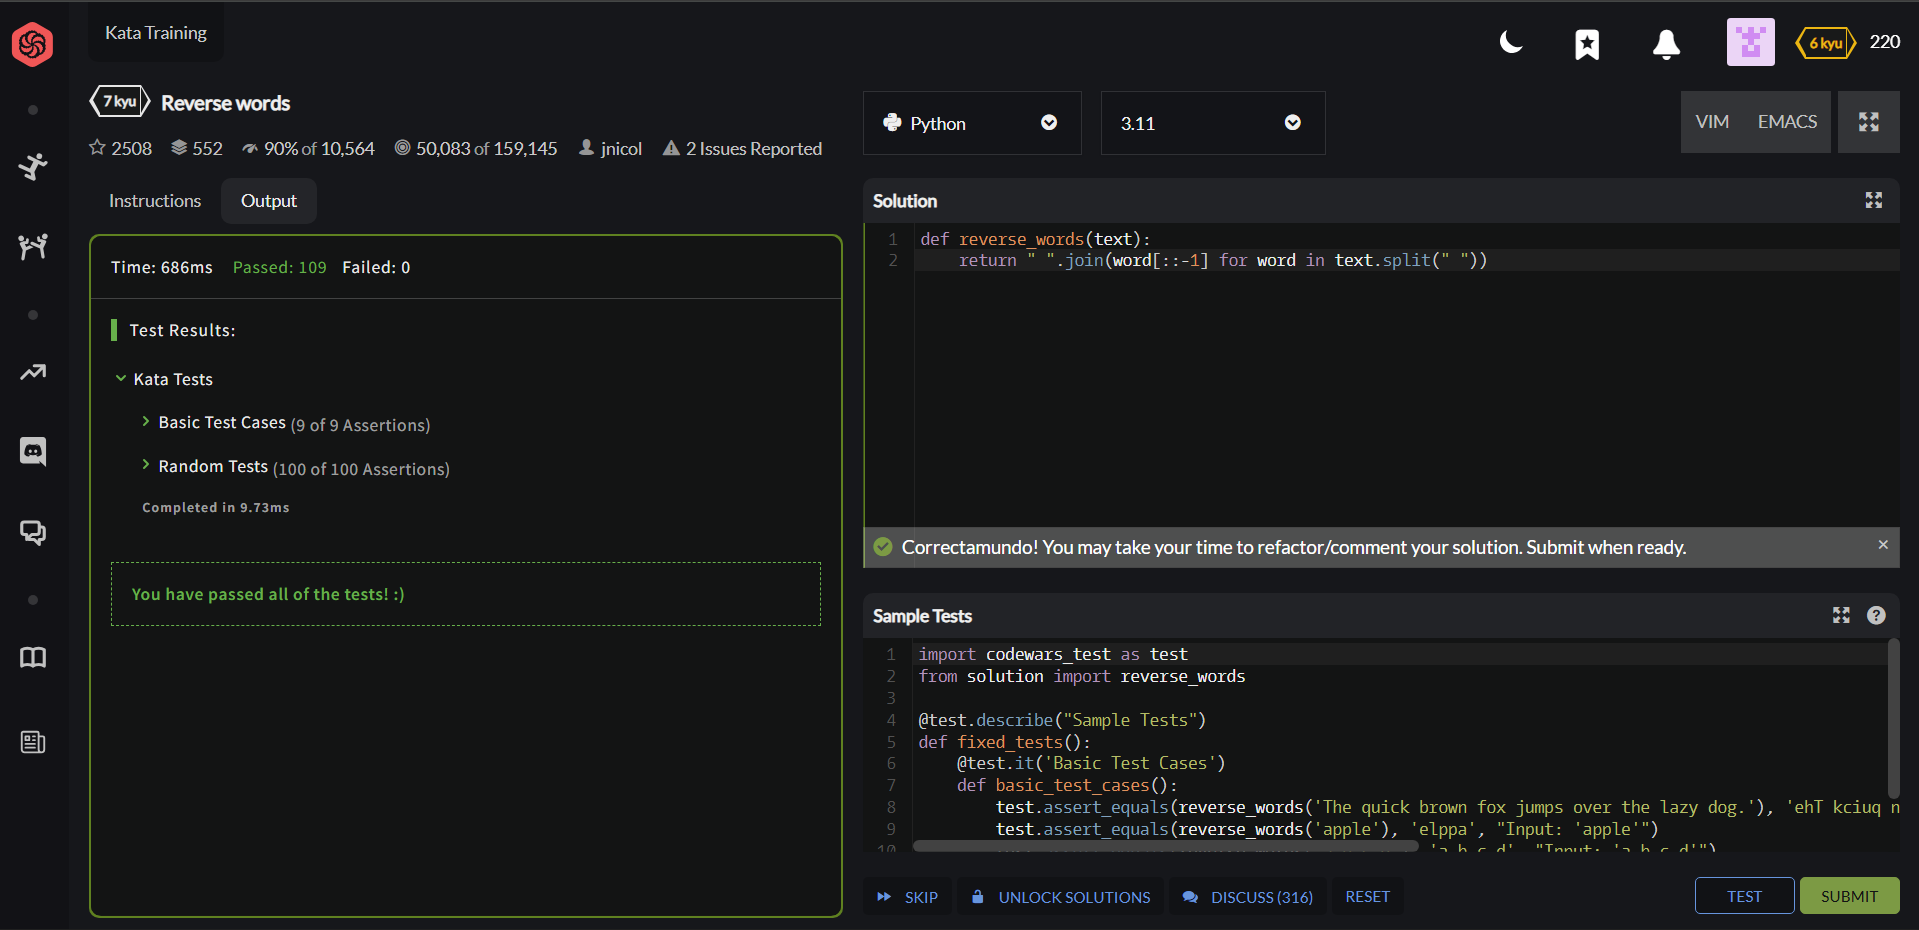 Kata Training
6 kyu 220
7 kyu Reverse words
2508 552 90% of 10,564 50,083 of 159,145 jnicol 2 Issues Reported
Python 3.11 VIM EMACS
Instructions Output
Time: 686ms Passed: 109 Failed: 0
Test Results:
Kata Tests
Basic Test Cases (9 of 9 Assertions)
Random Tests (100 of 100 Assertions)
Completed in 9.73ms
You have passed all of the tests! :)
Solution
1 def reverse_words(text):
2 return " ".join(word[::-1] for word in text.split(" "))
Correctamundo! You may take your time to refactor/comment your solution. Submit when ready. ×
Sample Tests ?
1 import codewars_test as test
2 from solution import reverse_words
3
4 @test.describe("Sample Tests")
5 def fixed_tests():
6 @test.it('Basic Test Cases')
7 def basic_test_cases():
8 test.assert_equals(reverse_words('The quick brown fox jumps over the lazy dog.'), 'ehT kciuq n
9 test.assert_equals(reverse_words('apple'), 'elppa', "Input: 'apple'")
10 'a b c d', "Input: 'a b c d'")
SKIP UNLOCK SOLUTIONS DISCUSS (316) RESET TEST SUBMIT